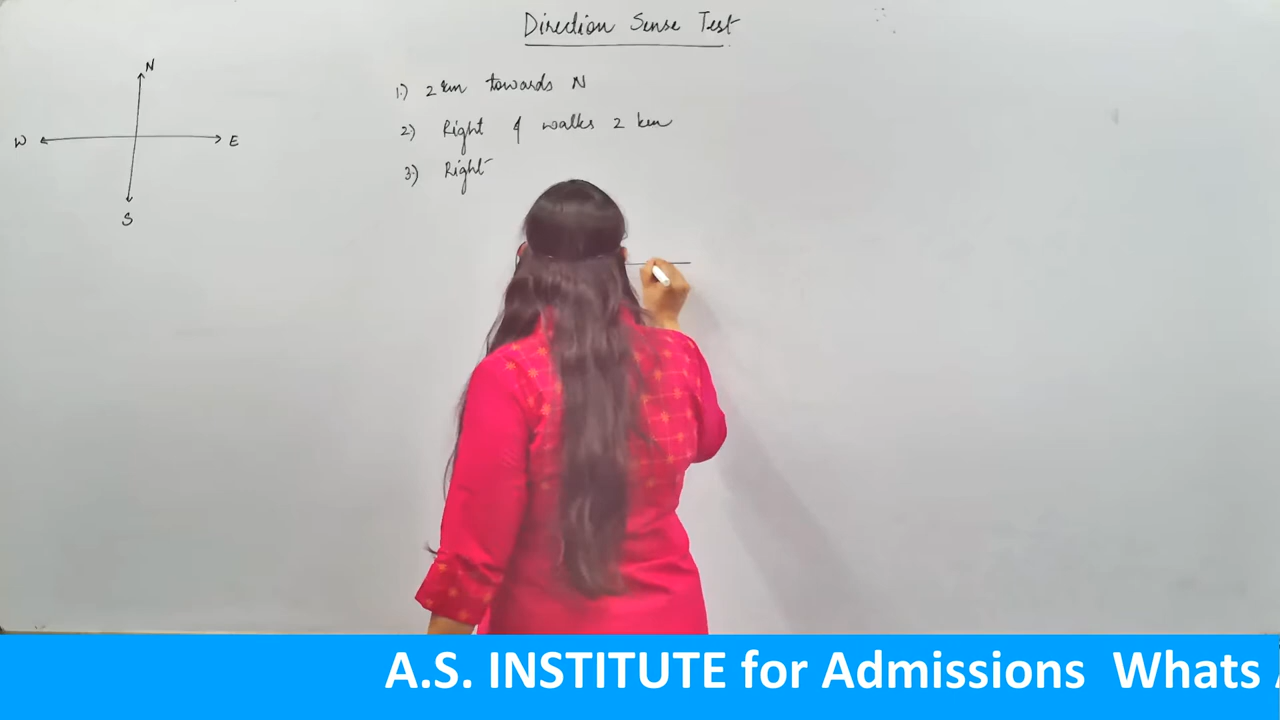 Direction Sense Test
N
W
E
S
1.) 2 km towards N
2) Right & walks 2 km
3.) Right
A.S. INSTITUTE for Admissions Whats